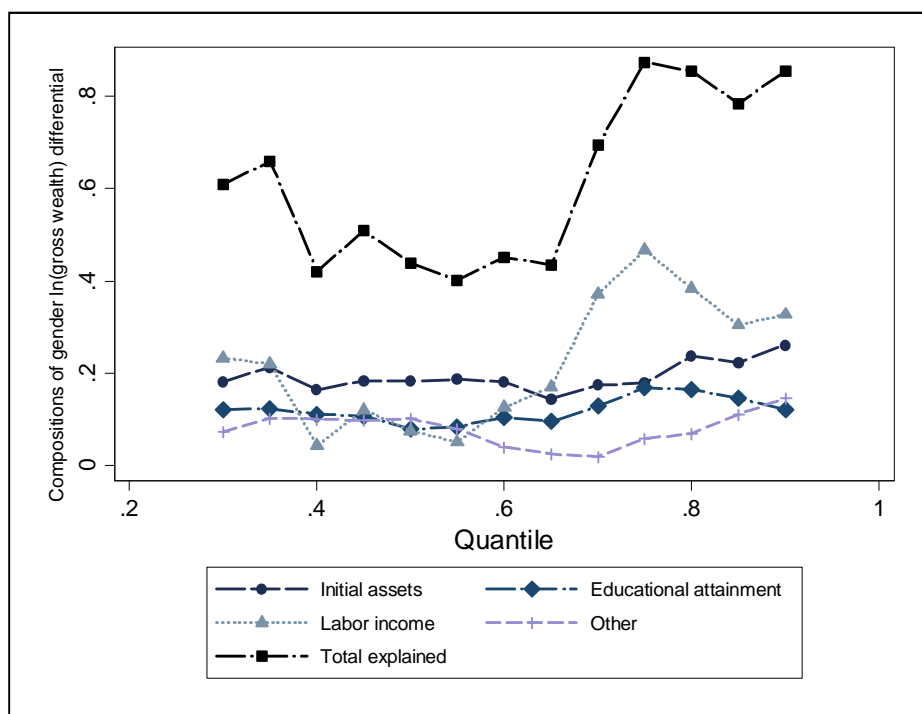 Compositions of gender ln(gross wealth) differential
.8
.6
.4
.2
0
.2 .4 .6 .8 1
Quantile
Initial assets Educational attainment
Labor income Other
Total explained